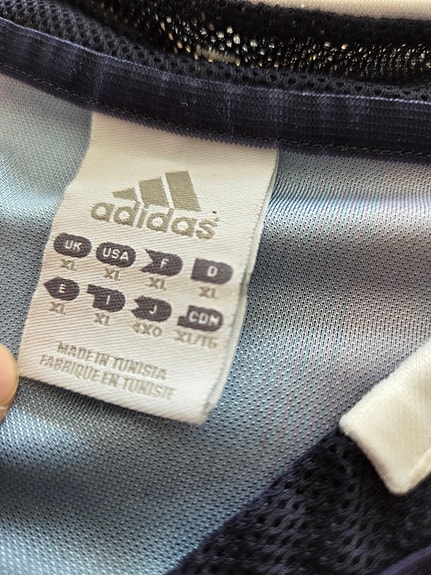 adidas
UK USA F D
XL XL XL XL
E I J CDN
XL XL 4XO XL/TG
MADE IN TUNISIA
FABRIQUE EN TUNISIE